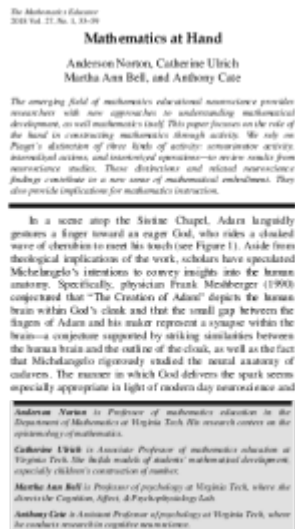 The Mathematics Educator
2018 Vol. 27, No. 1, 33–59
Mathematics at Hand
Anderson Norton, Catherine Ulrich
Martha Ann Bell, and Anthony Cate
The emerging field of mathematics educational neuroscience provides
researchers with new approaches to understanding mathematical
development, as well mathematics itself. This paper focuses on the role of
the hand in constructing mathematics through activity. We rely on
Piaget's distinction of three kinds of activity: sensorimotor activity,
internalized actions, and interiorized operations—to review results from
neuroscience studies. These distinctions and related neuroscience
findings contribute to a new sense of mathematical embodiment. They
also provide implications for mathematics instruction.
In a scene atop the Sistine Chapel, Adam languidly
gestures a finger toward an eager God, who rides a cloaked
wave of cherubim to meet his touch (see Figure 1). Aside from
theological implications of the work, scholars have speculated
Michelangelo's intentions to convey insights into the human
anatomy. Specifically, physician Frank Meshberger (1990)
conjectured that "The Creation of Adam" depicts the human
brain within God's cloak and that the small gap between the
fingers of Adam and his maker represent a synapse within the
brain—a conjecture supported by striking similarities between
the human brain and the outline of the cloak, as well as the fact
that Michelangelo rigorously studied the neural anatomy of
cadavers. The manner in which God delivers the spark seems
especially appropriate in light of modern day neuroscience and
Anderson Norton is Professor of mathematics education in the
Department of Mathematics at Virginia Tech. His research centers on the
epistemology of mathematics.
Catherine Ulrich is Associate Professor of mathematics education at
Virginia Tech. She builds models of students' mathematical development,
especially children's construction of number.
Martha Ann Bell is Professor of psychology at Virginia Tech, where she
directs the Cognition, Affect, & Psychophysiology Lab.
Anthony Cate is Assistant Professor of psychology at Virginia Tech, where
he conducts research in cognitive neuroscience.